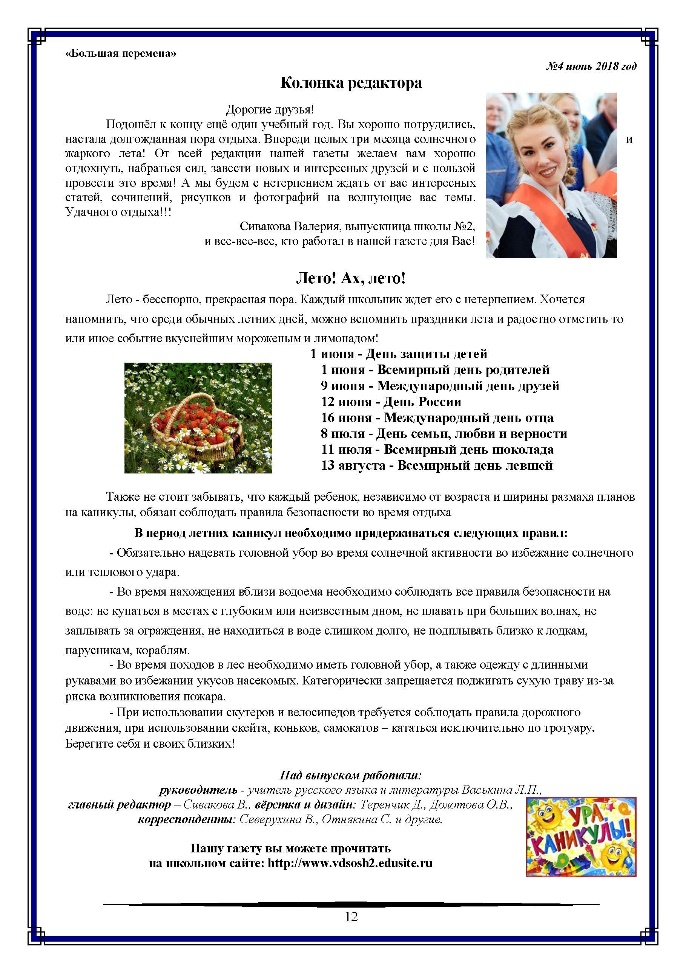 «Большая перемена»
№4 июнь 2018 год
Колонка редактора
Дорогие друзья!
Подошёл к концу ещё один учебный год. Вы хорошо потрудились, и
настала долгожданная пора отдыха. Впереди целых три месяца солнечного
жаркого лета! От всей редакции нашей газеты желаем вам хорошо
отдохнуть, набраться сил, завести новых и интересных друзей и с пользой
провести это время! А мы будем с нетерпением ждать от вас интересных
статей, сочинений, рисунков и фотографий на волнующие вас темы.
Удачного отдыха!!!
Сивакова Валерия, выпускница школы №2,
и все-все-все, кто работал в нашей газете для Вас!
Лето! Ах, лето!
Лето - бесспорно, прекрасная пора. Каждый школьник ждет его с нетерпением. Хочется
напомнить, что среди обычных летних дней, можно вспомнить праздники лета и радостно отметить то
или иное событие вкуснейшим мороженым и лимонадом!
1 июня - День защиты детей
1 июня - Всемирный день родителей
9 июня - Международный день друзей
12 июня - День России
16 июня - Международный день отца
8 июля - День семьи, любви и верности
11 июля - Всемирный день шоколада
13 августа - Всемирный день левшей
Также не стоит забывать, что каждый ребенок, независимо от возраста и ширины размаха планов
на каникулы, обязан соблюдать правила безопасности во время отдыха
В период летних каникул необходимо придерживаться следующих правил:
- Обязательно надевать головной убор во время солнечной активности во избежание солнечного
или теплового удара.
- Во время нахождения вблизи водоема необходимо соблюдать все правила безопасности на
воде: не купаться в местах с глубоким или неизвестным дном, не плавать при больших волнах, не
заплывать за ограждения, не находиться в воде слишком долго, не подплывать близко к лодкам,
парусникам, кораблям.
- Во время походов в лес необходимо иметь головной убор, а также одежду с длинными
рукавами во избежании укусов насекомых. Категорически запрещается поджигать сухую траву из-за
риска возникновения пожара.
- При использовании скутеров и велосипедов требуется соблюдать правила дорожного
движения, при использовании скейта, коньков, самокатов – кататься исключительно по тротуару.
Берегите себя и своих близких!
Над выпуском работали:
руководитель - учитель русского языка и литературы Васькина Л.П.,
главный редактор – Сивакова В., вёрстка и дизайн: Теренчик Д., Долотова О.В.,
корреспонденты: Северухина В., Отнякина С. и другие.
УРА,
КАНИКУЛЫ!
Нашу газету вы можете прочитать
на школьном сайте: http://www.vdsosh2.edusite.ru
12